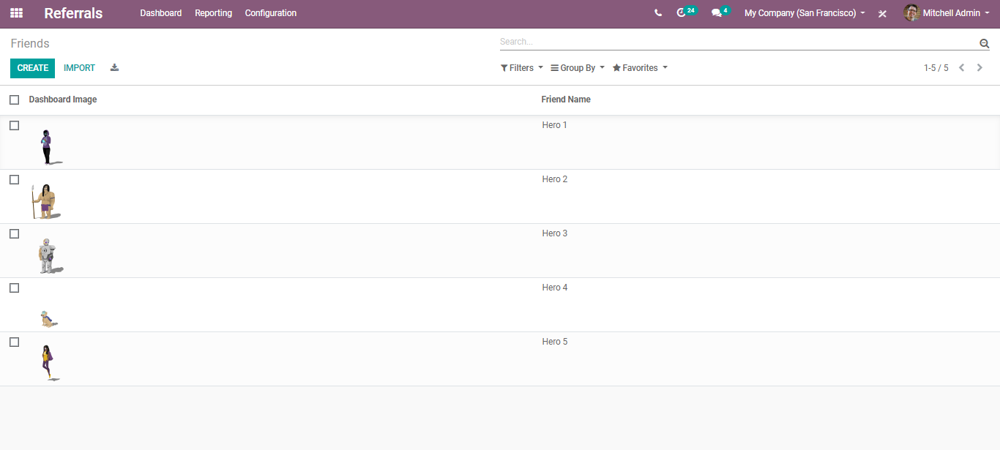 Referrals Dashboard Reporting Configuration 24 4 My Company (San Francisco) Mitchell Admin
Friends Search...
CREATE IMPORT Filters Group By Favorites 1-5 / 5
Dashboard Image Friend Name
Hero 1
Hero 2
Hero 3
Hero 4
Hero 5